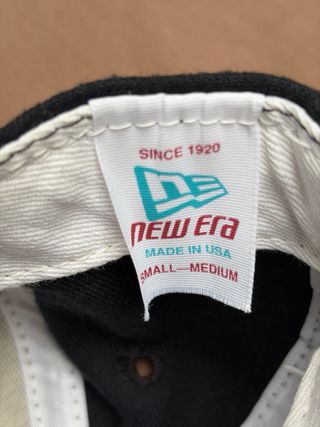 SINCE 1920
new era
MADE IN USA
SMALL—MEDIUM